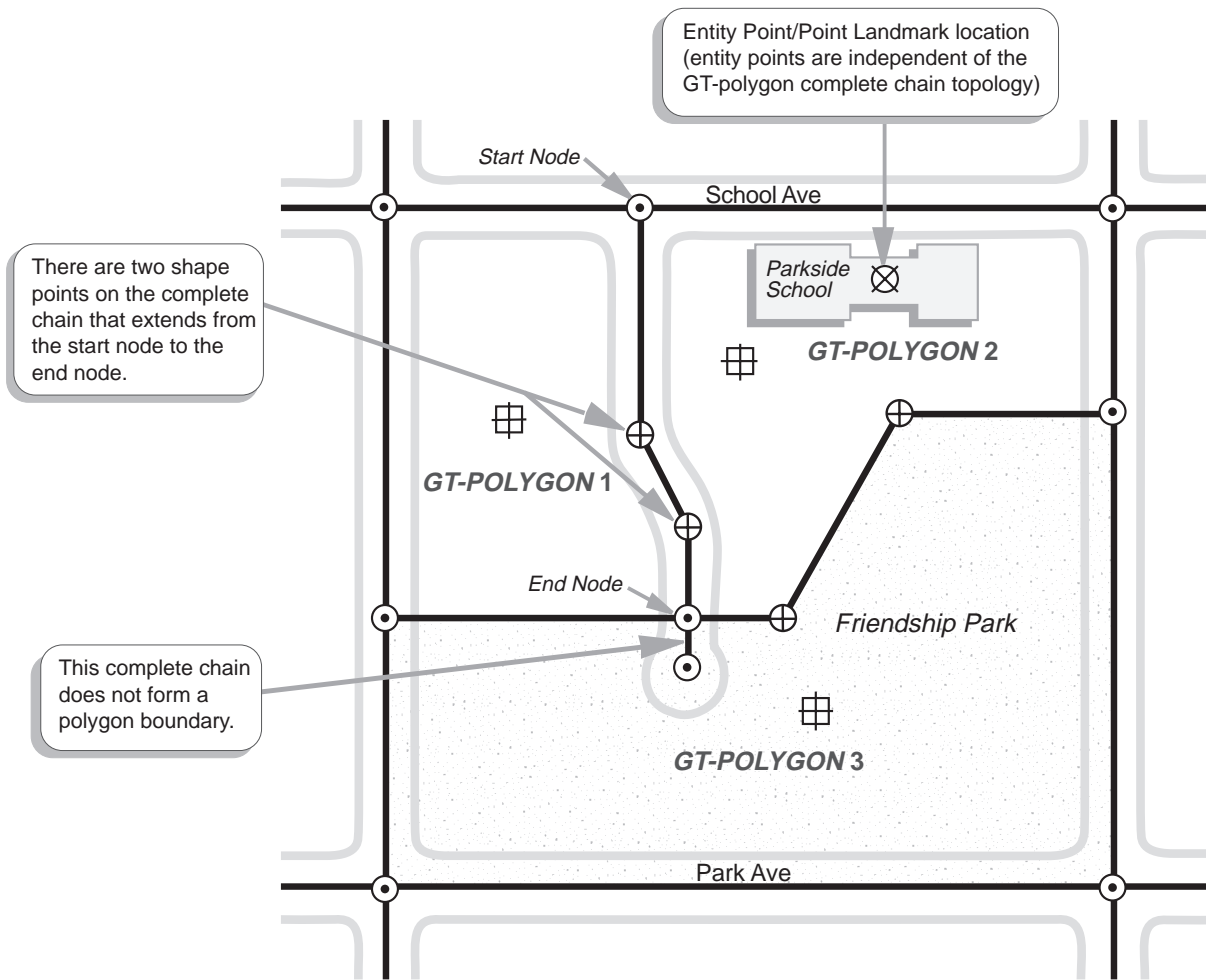 Entity Point/Point Landmark location
(entity points are independent of the
GT-polygon complete chain topology)
Start Node
School Ave
There are two shape
points on the complete
chain that extends from
the start node to the
end node.
Parkside
School
GT-POLYGON 2
GT-POLYGON 1
End Node
Friendship Park
This complete chain
does not form a
polygon boundary.
GT-POLYGON 3
Park Ave